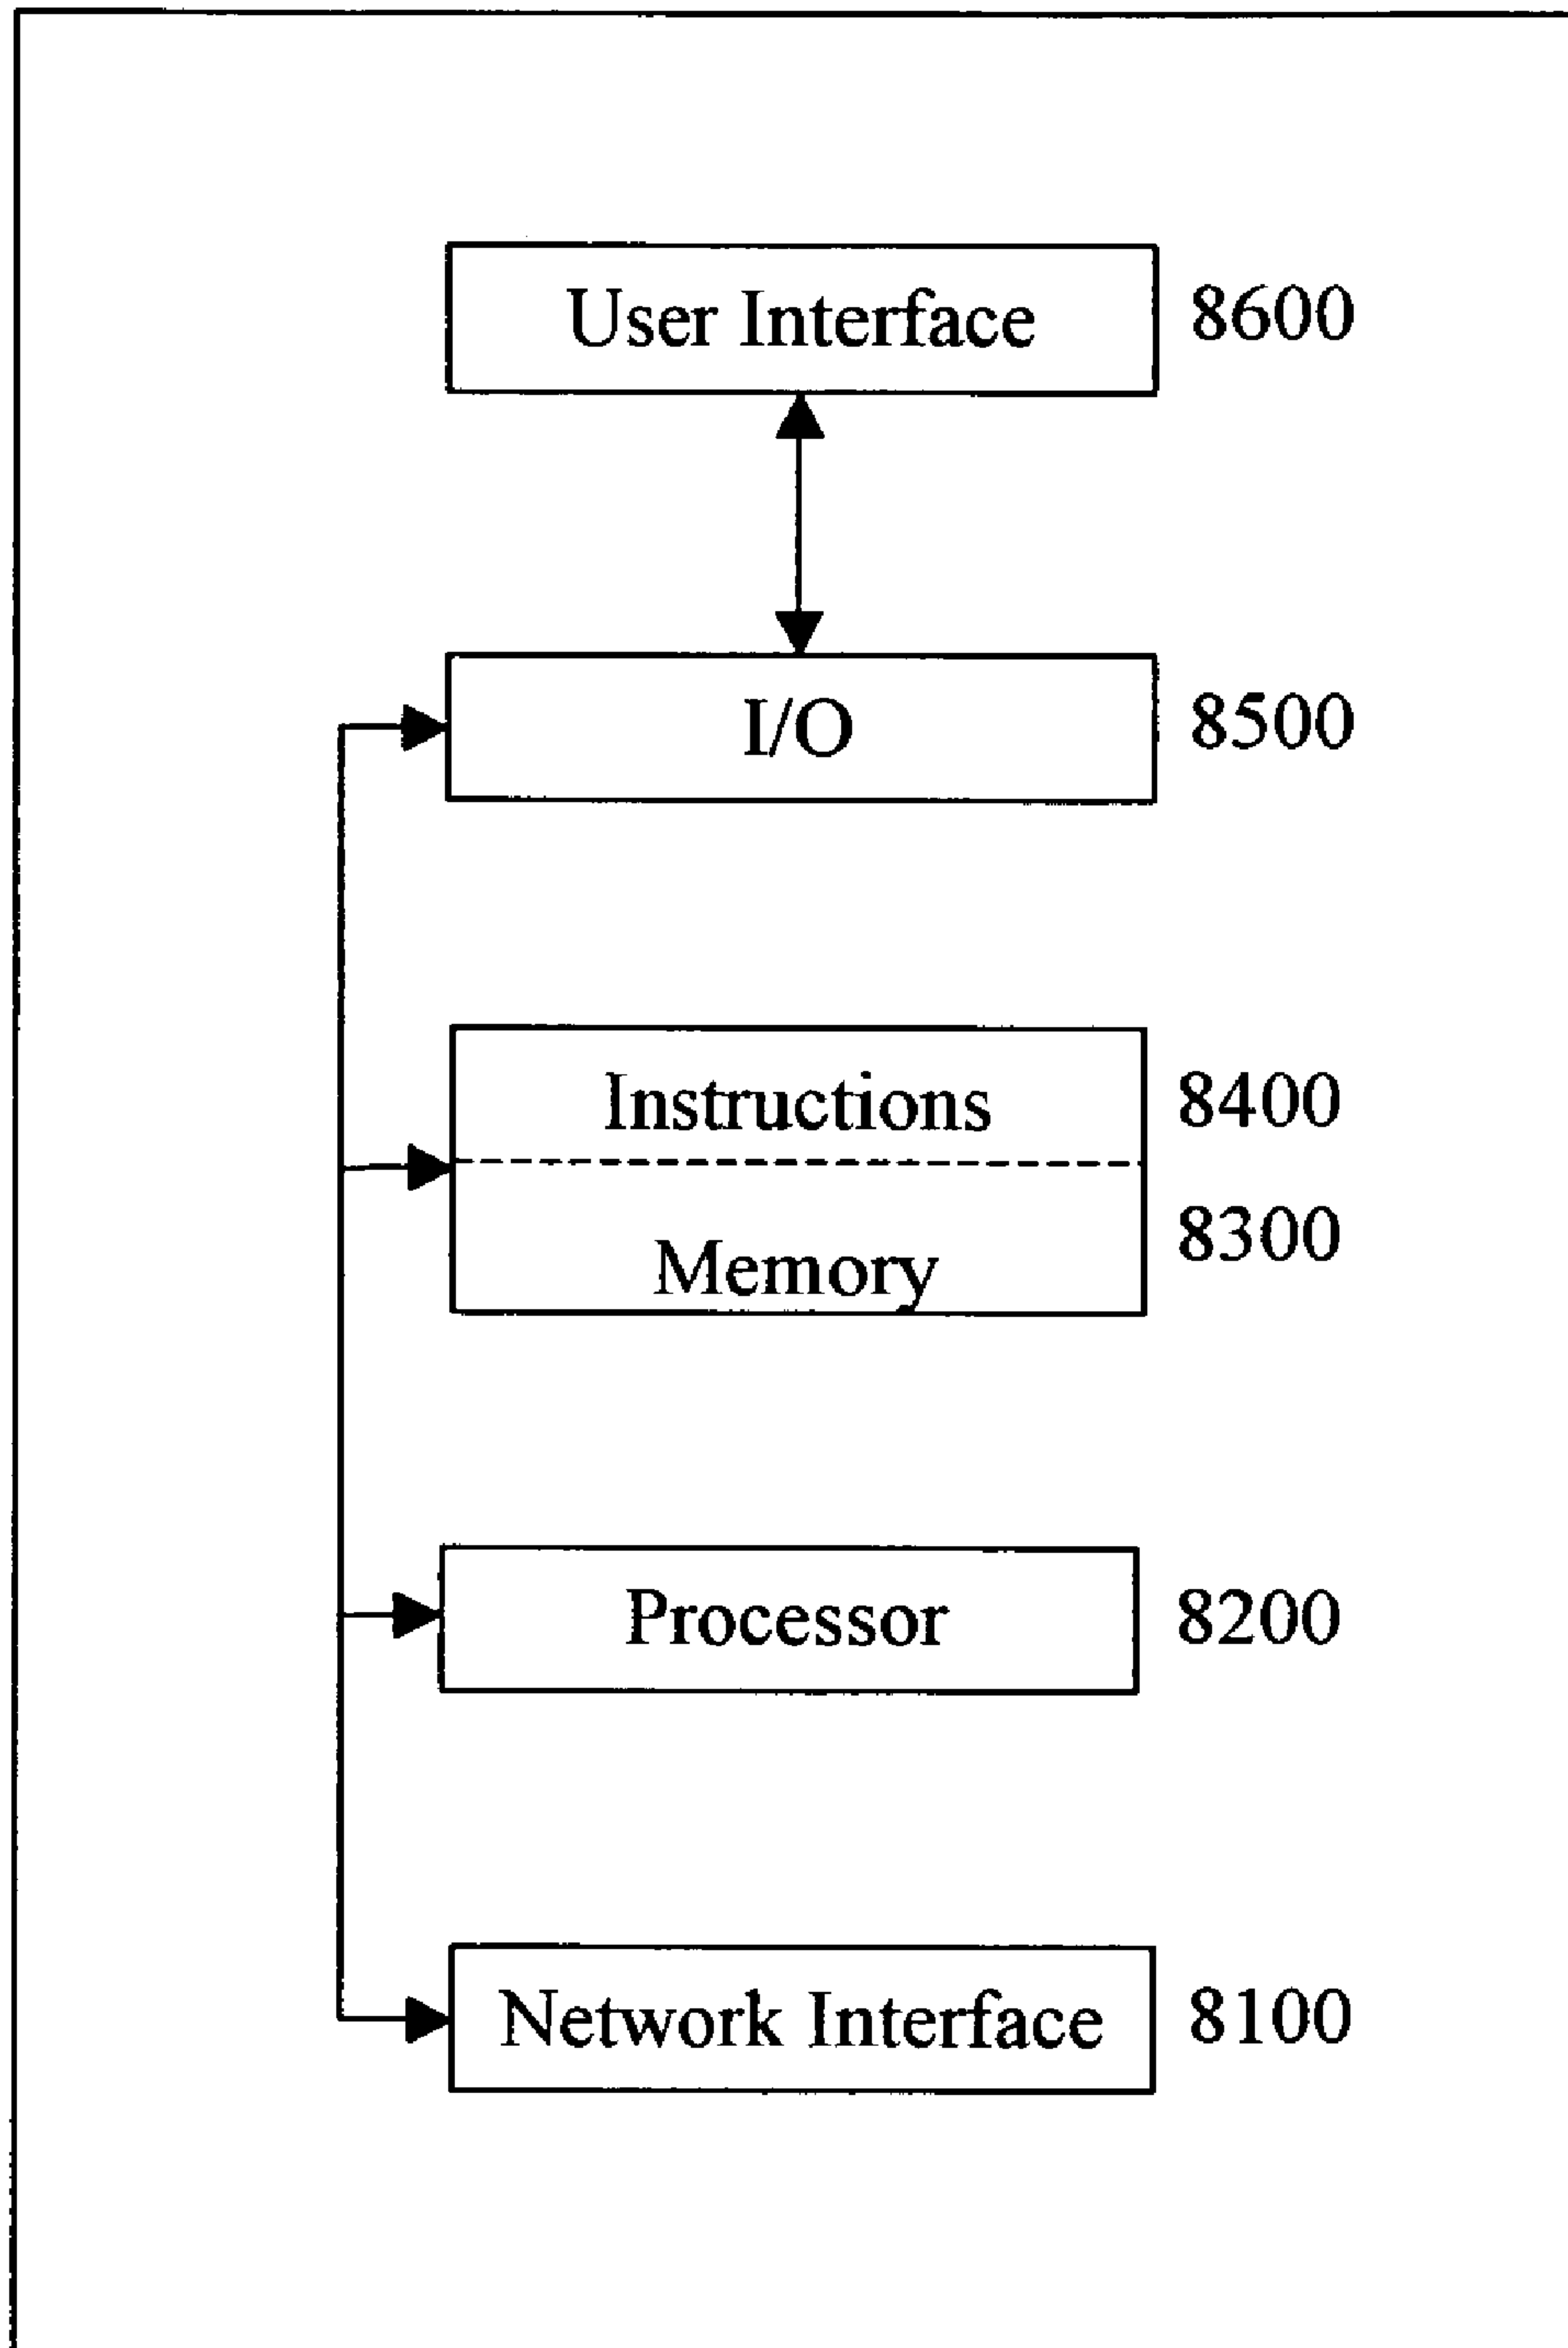 User Interface 8600
I/O 8500
Instructions 8400
Memory 8300
Processor 8200
Network Interface 8100